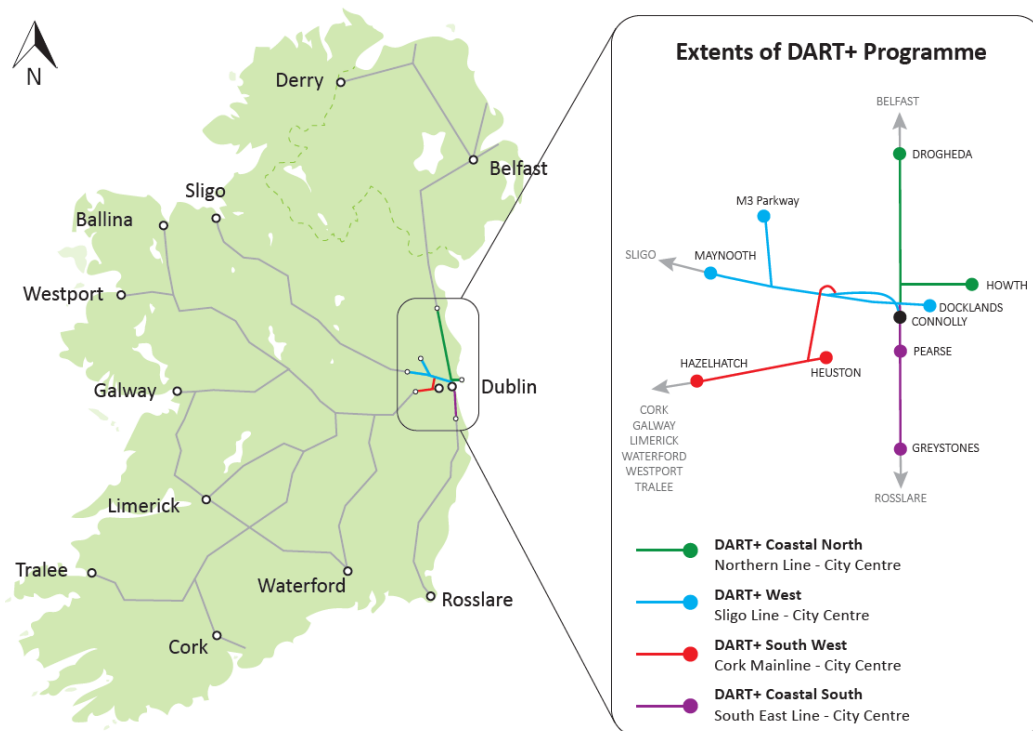 N
Derry
Belfast
Sligo
Ballina
Westport
Galway
Dublin
Limerick
Tralee
Waterford
Rosslare
Cork
Extents of DART+ Programme
BELFAST
DROGHEDA
M3 Parkway
SLIGO
MAYNOOTH
HOWTH
DOCKLANDS
CONNOLLY
PEARSE
HAZELHATCH
HEUSTON
CORK
GALWAY
LIMERICK
WATERFORD
WESTPORT
TRALEE
GREYSTONES
ROSSLARE
DART+ Coastal North
Northern Line - City Centre
DART+ West
Sligo Line - City Centre
DART+ South West
Cork Mainline - City Centre
DART+ Coastal South
South East Line - City Centre